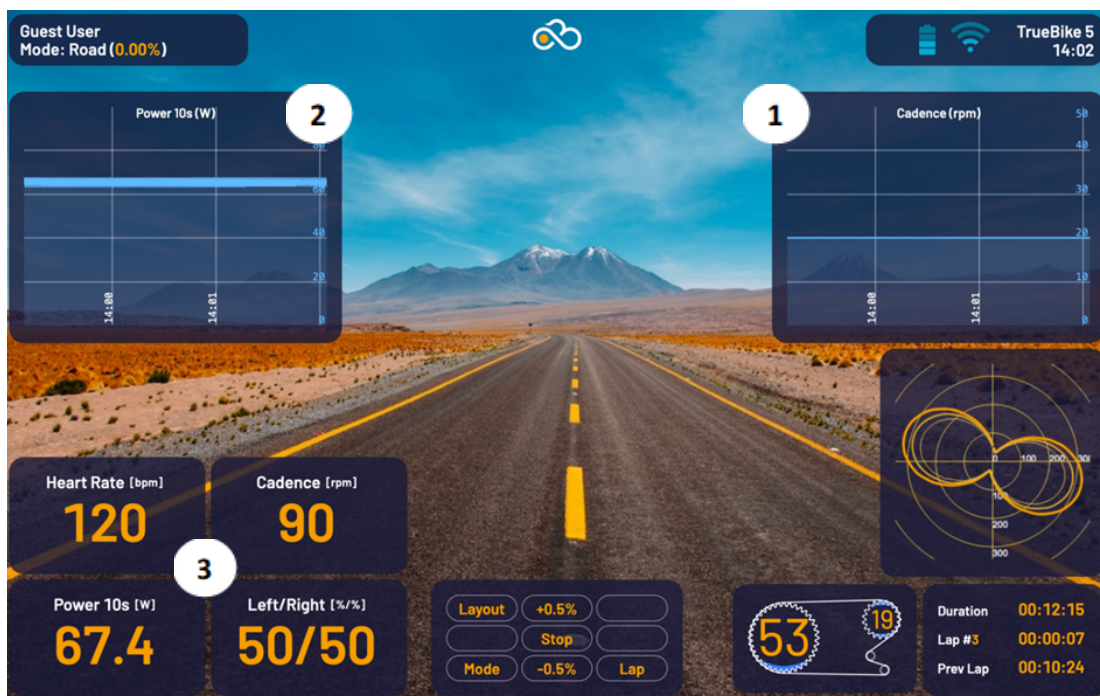 Guest User
Mode: Road (0.00%)
TrueBike 5
14:02
2
Power 10s (W)
80
60
40
20
0
14:00
14:01
1
Cadence (rpm)
50
40
30
20
10
0
14:00
14:01
0 100 200 300
100
200
300
Heart Rate [bpm]
120
Cadence [rpm]
90
3
Power 10s [W]
67.4
Left/Right [%/%]
50/50
Layout +0.5%
Stop
Mode -0.5% Lap
53
19
Duration 00:12:15
Lap #3 00:00:07
Prev Lap 00:10:24